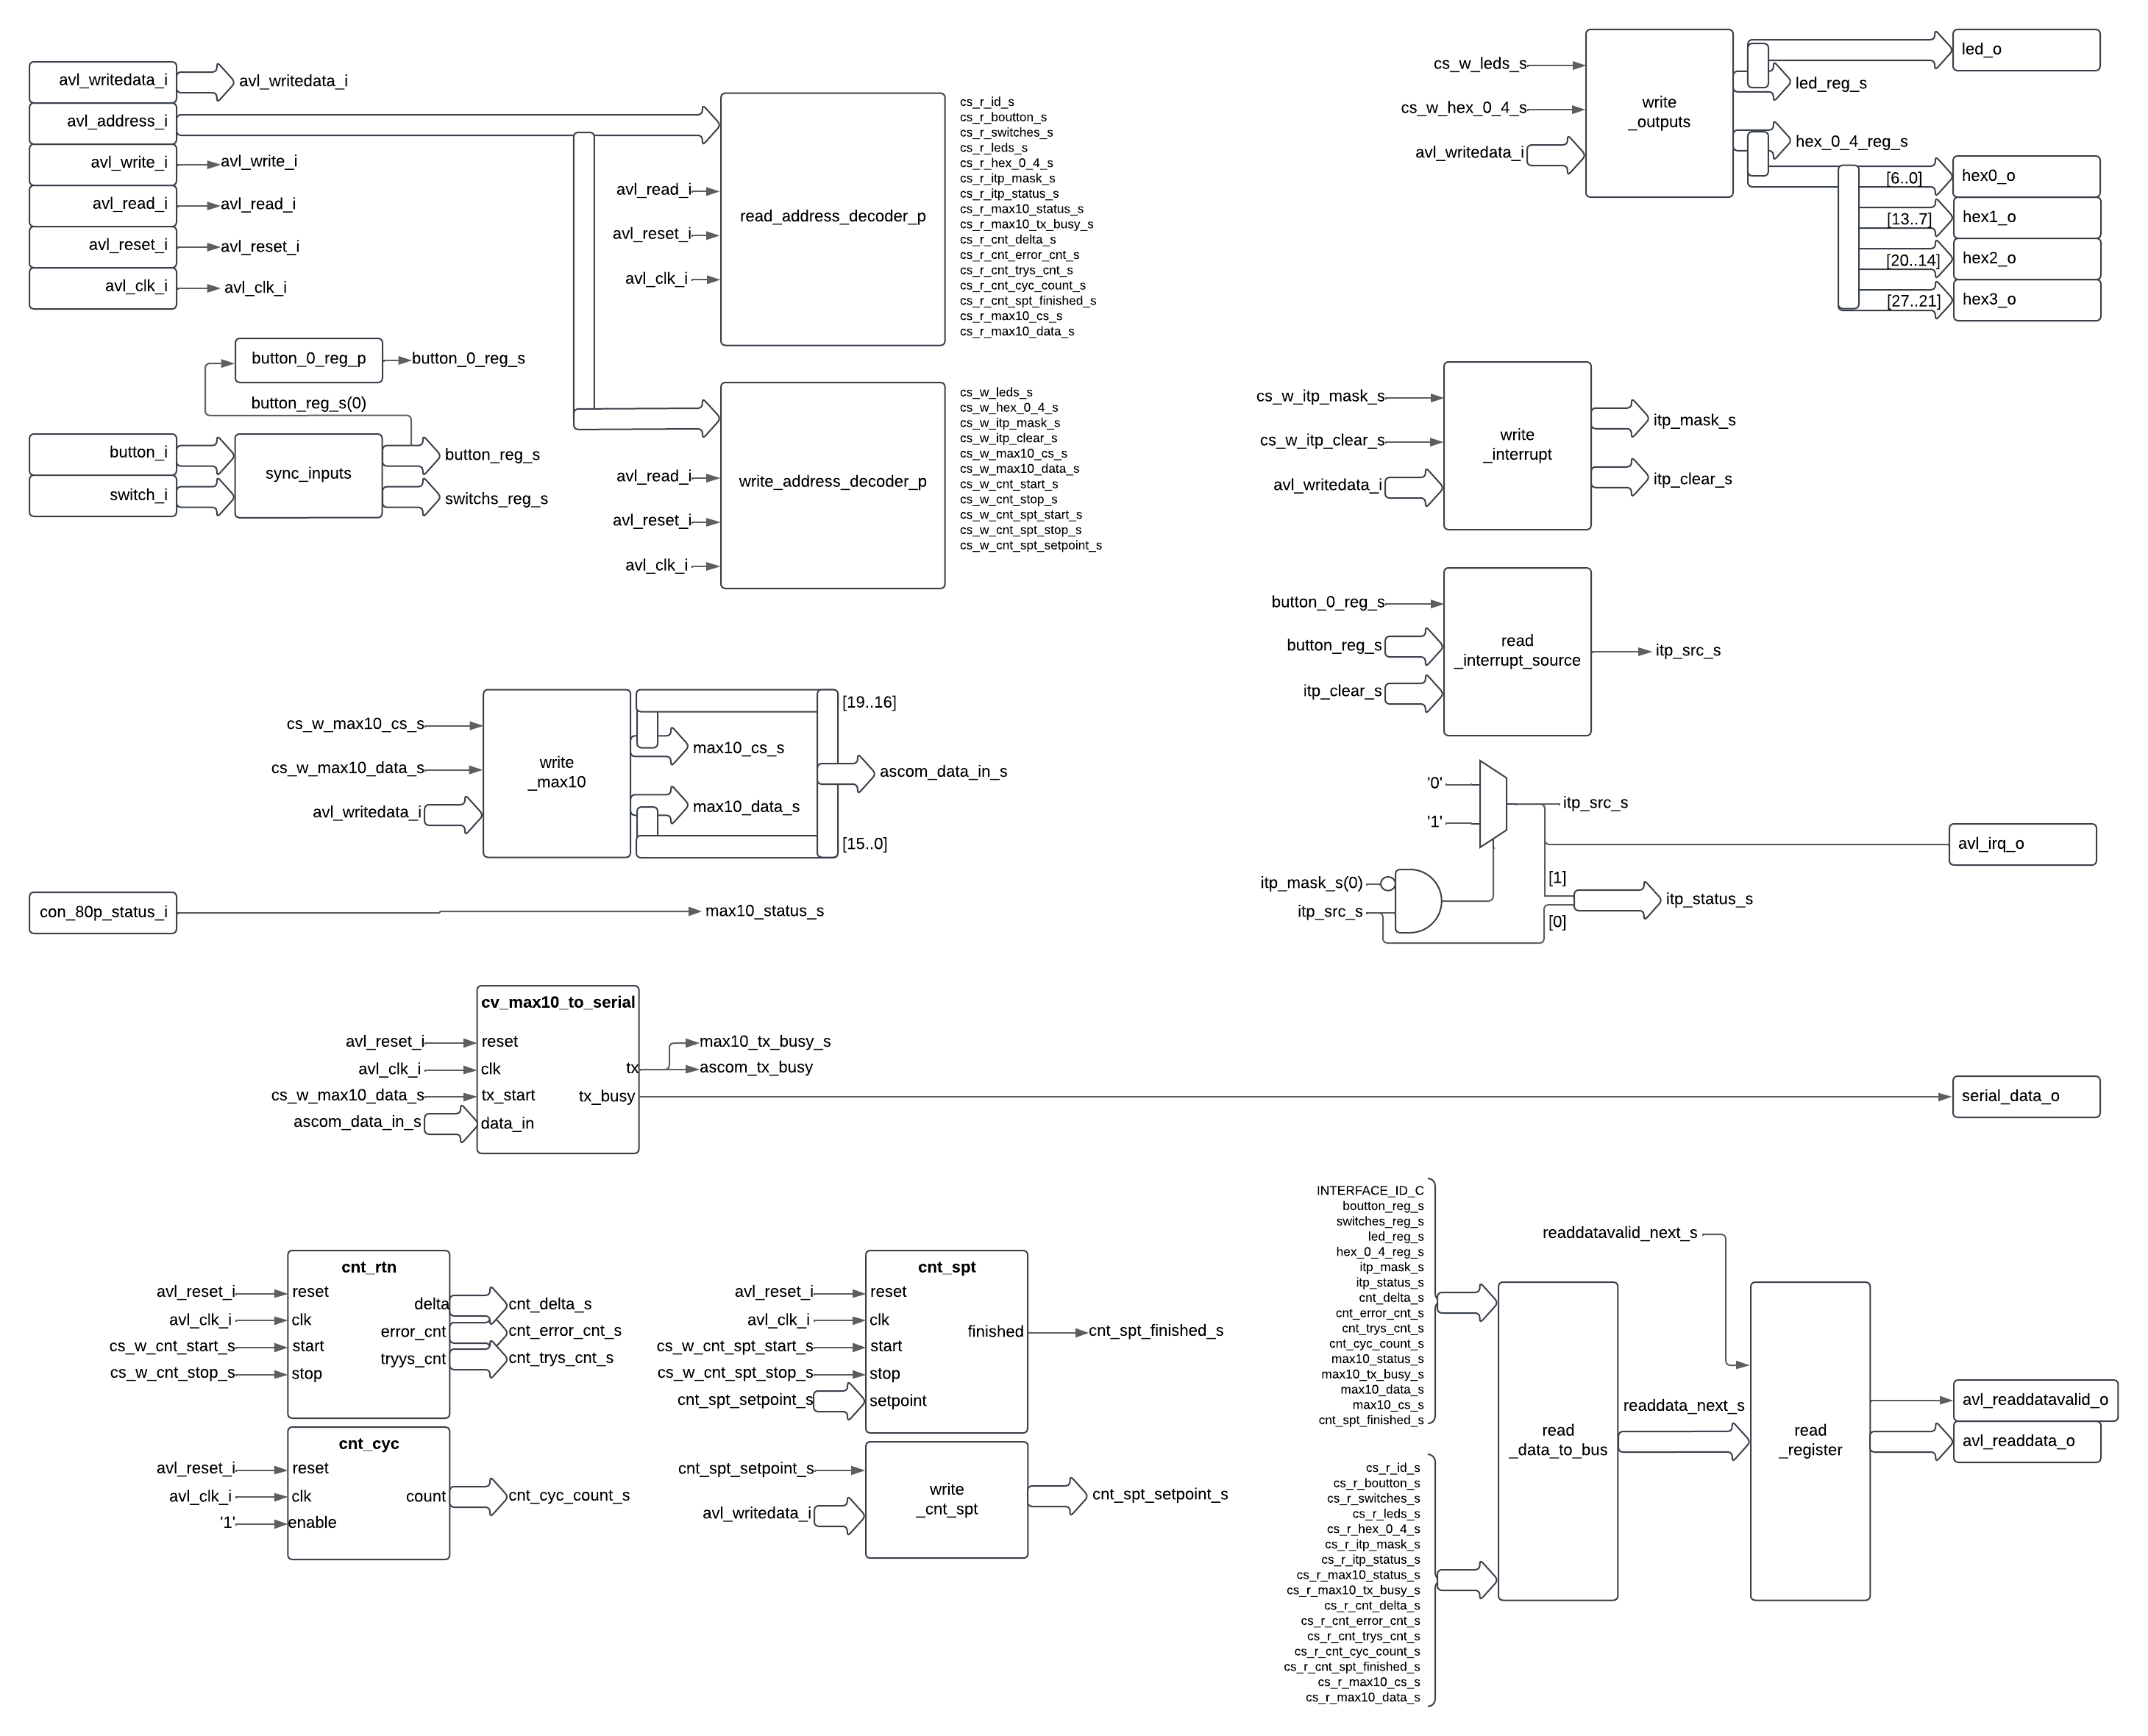 avl_writedata_i
avl_writedata_i
avl_address_i
avl_write_i
avl_write_i
avl_read_i
avl_read_i
avl_reset_i
avl_reset_i
avl_clk_i
avl_clk_i
button_0_reg_p
button_0_reg_s
button_reg_s(0)
button_i
switch_i
sync_inputs
button_reg_s
switchs_reg_s
avl_read_i
avl_reset_i
avl_clk_i
read_address_decoder_p
cs_r_id_s
cs_r_boutton_s
cs_r_switches_s
cs_r_leds_s
cs_r_hex_0_4_s
cs_r_itp_mask_s
cs_r_itp_status_s
cs_r_max10_status_s
cs_r_max10_tx_busy_s
cs_r_cnt_delta_s
cs_r_cnt_error_cnt_s
cs_r_cnt_trys_cnt_s
cs_r_cnt_cyc_count_s
cs_r_cnt_spt_finished_s
cs_r_max10_cs_s
cs_r_max10_data_s
avl_read_i
avl_reset_i
avl_clk_i
write_address_decoder_p
cs_w_leds_s
cs_w_hex_0_4_s
cs_w_itp_mask_s
cs_w_itp_clear_s
cs_w_max10_cs_s
cs_w_max10_data_s
cs_w_cnt_start_s
cs_w_cnt_stop_s
cs_w_cnt_spt_start_s
cs_w_cnt_spt_stop_s
cs_w_cnt_spt_setpoint_s
cs_w_leds_s
cs_w_hex_0_4_s
avl_writedata_i
write
_outputs
led_o
led_reg_s
hex_0_4_reg_s
[6..0]
hex0_o
[13..7]
hex1_o
[20..14]
hex2_o
[27..21]
hex3_o
cs_w_itp_mask_s
cs_w_itp_clear_s
avl_writedata_i
write
_interrupt
itp_mask_s
itp_clear_s
button_0_reg_s
button_reg_s
itp_clear_s
read
_interrupt_source
itp_src_s
cs_w_max10_cs_s
cs_w_max10_data_s
avl_writedata_i
write
_max10
[19..16]
max10_cs_s
ascom_data_in_s
max10_data_s
[15..0]
'0'
'1'
itp_src_s
avl_irq_o
itp_mask_s(0)
itp_src_s
[1]
itp_status_s
[0]
con_80p_status_i
max10_status_s
cv_max10_to_serial
avl_reset_i
avl_clk_i
cs_w_max10_data_s
ascom_data_in_s
reset
clk
tx_start
data_in
tx
tx_busy
max10_tx_busy_s
ascom_tx_busy
serial_data_o
cnt_rtn
avl_reset_i
avl_clk_i
cs_w_cnt_start_s
cs_w_cnt_stop_s
reset
clk
start
stop
delta
error_cnt
tryys_cnt
cnt_delta_s
cnt_error_cnt_s
cnt_trys_cnt_s
cnt_cyc
avl_reset_i
avl_clk_i
'1'
reset
clk
enable
count
cnt_cyc_count_s
cnt_spt
avl_reset_i
avl_clk_i
cs_w_cnt_spt_start_s
cs_w_cnt_spt_stop_s
cnt_spt_setpoint_s
reset
clk
start
stop
setpoint
finished
cnt_spt_finished_s
cnt_spt_setpoint_s
avl_writedata_i
write
_cnt_spt
cnt_spt_setpoint_s
INTERFACE_ID_C
boutton_reg_s
switches_reg_s
led_reg_s
hex_0_4_reg_s
itp_mask_s
itp_status_s
cnt_delta_s
cnt_error_cnt_s
cnt_trys_cnt_s
cnt_cyc_count_s
max10_status_s
max10_tx_busy_s
max10_data_s
max10_cs_s
cnt_spt_finished_s
cs_r_id_s
cs_r_boutton_s
cs_r_switches_s
cs_r_leds_s
cs_r_hex_0_4_s
cs_r_itp_mask_s
cs_r_itp_status_s
cs_r_max10_status_s
cs_r_max10_tx_busy_s
cs_r_cnt_delta_s
cs_r_cnt_error_cnt_s
cs_r_cnt_trys_cnt_s
cs_r_cnt_cyc_count_s
cs_r_cnt_spt_finished_s
cs_r_max10_cs_s
cs_r_max10_data_s
read
_data_to_bus
readdatavalid_next_s
readdata_next_s
read
_register
avl_readdatavalid_o
avl_readdata_o